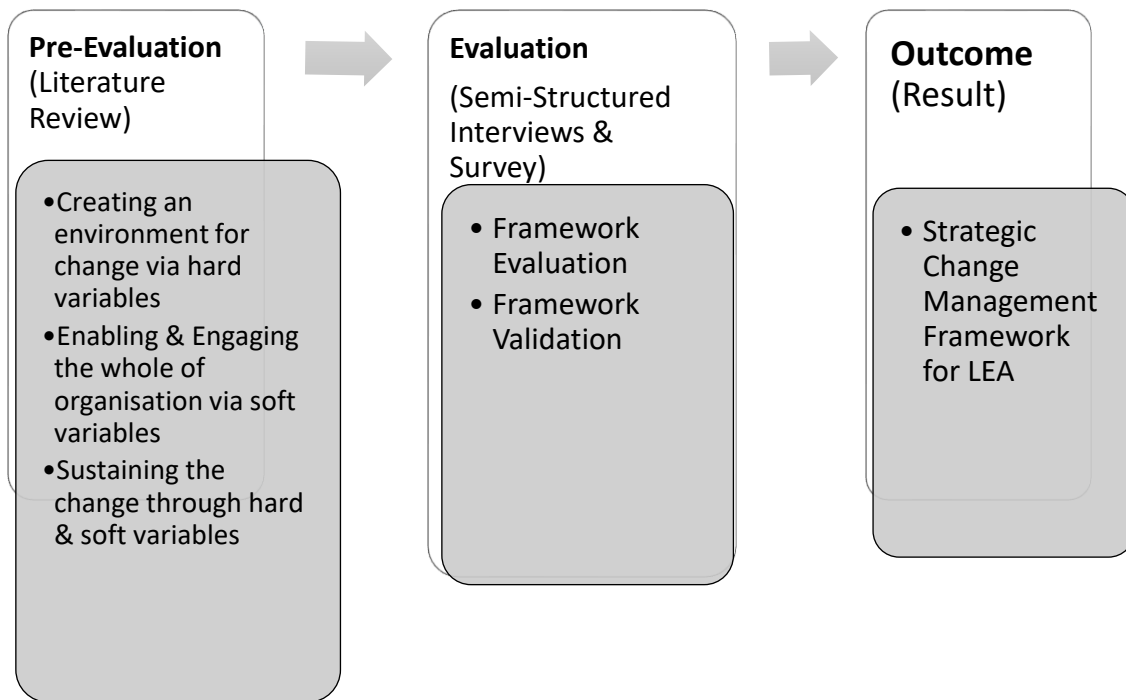 Pre-Evaluation
(Literature
Review)
•Creating an
environment for
change via hard
variables
•Enabling & Engaging
the whole of
organisation via soft
variables
•Sustaining the
change through hard
& soft variables
Evaluation
(Semi-Structured
Interviews &
Survey)
• Framework
Evaluation
• Framework
Validation
Outcome
(Result)
• Strategic
Change
Management
Framework
for LEA